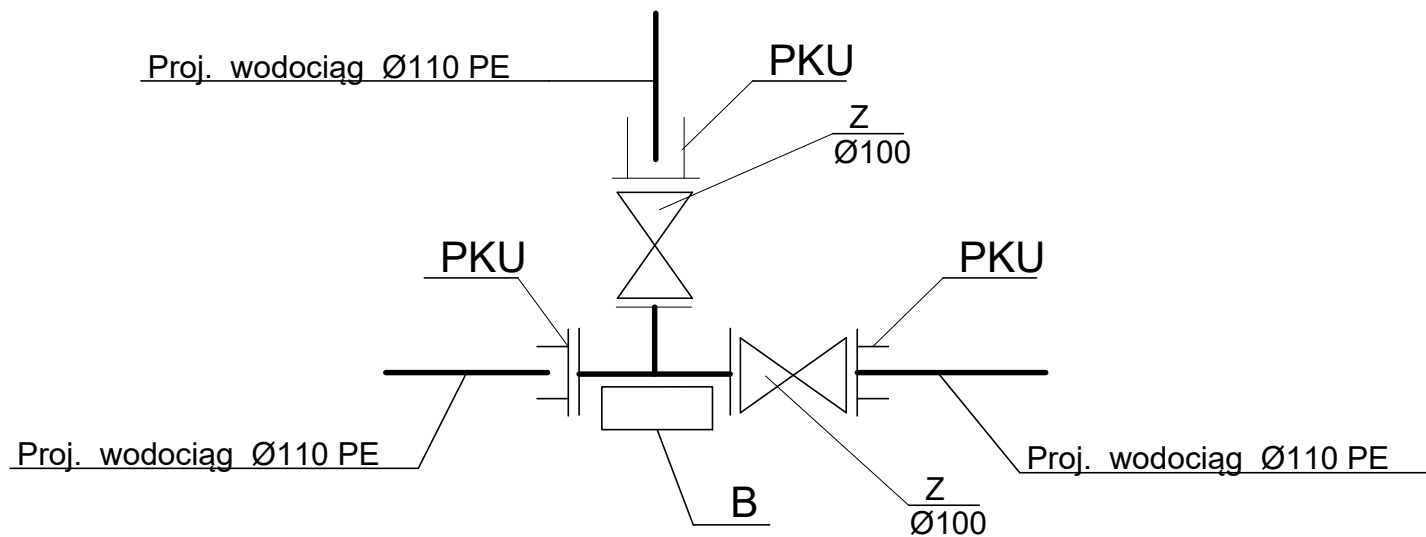 Proj. wodociąg Ø110 PE
PKU
Z
Ø100
PKU
PKU
Proj. wodociąg Ø110 PE
Proj. wodociąg Ø110 PE
B
Z
Ø100